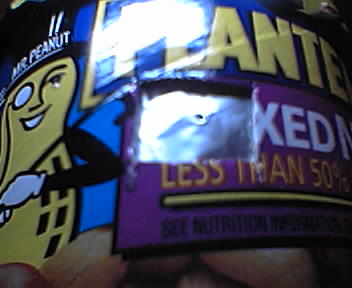 MR. PEANUT
PLANTE
XED N
LESS THAN 50%
SEE NUTRITION INFORMATION